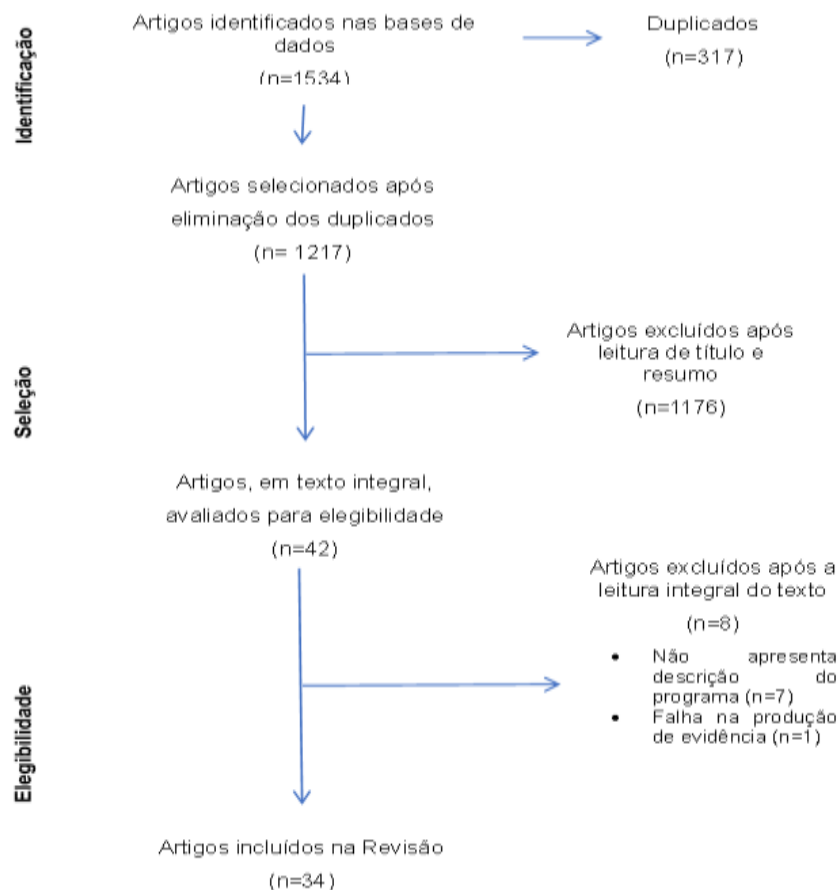 Identificação
Artigos identificados nas bases de
dados
(n=1534)
Duplicados
(n=317)
Artigos selecionados após
eliminação dos duplicados
(n= 1217)
Seleção
Artigos excluídos após
leitura de título e
resumo
(n=1176)
Artigos, em texto integral,
avaliados para elegibilidade
(n=42)
Elegibilidade
Artigos excluídos após a
leitura integral do texto
(n=8)
• Não apresenta
descrição do
programa (n=7)
• Falha na produção
de evidência (n=1)
Artigos incluídos na Revisão
(n=34)